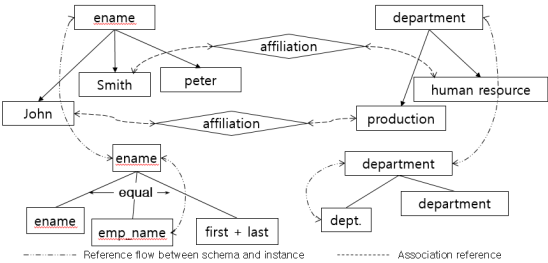 ename
department
affiliation
Smith
peter
human resource
John
affiliation
production
ename
department
equal
ename
emp_name
first + last
dept.
department
Reference flow between schema and instance
Association reference